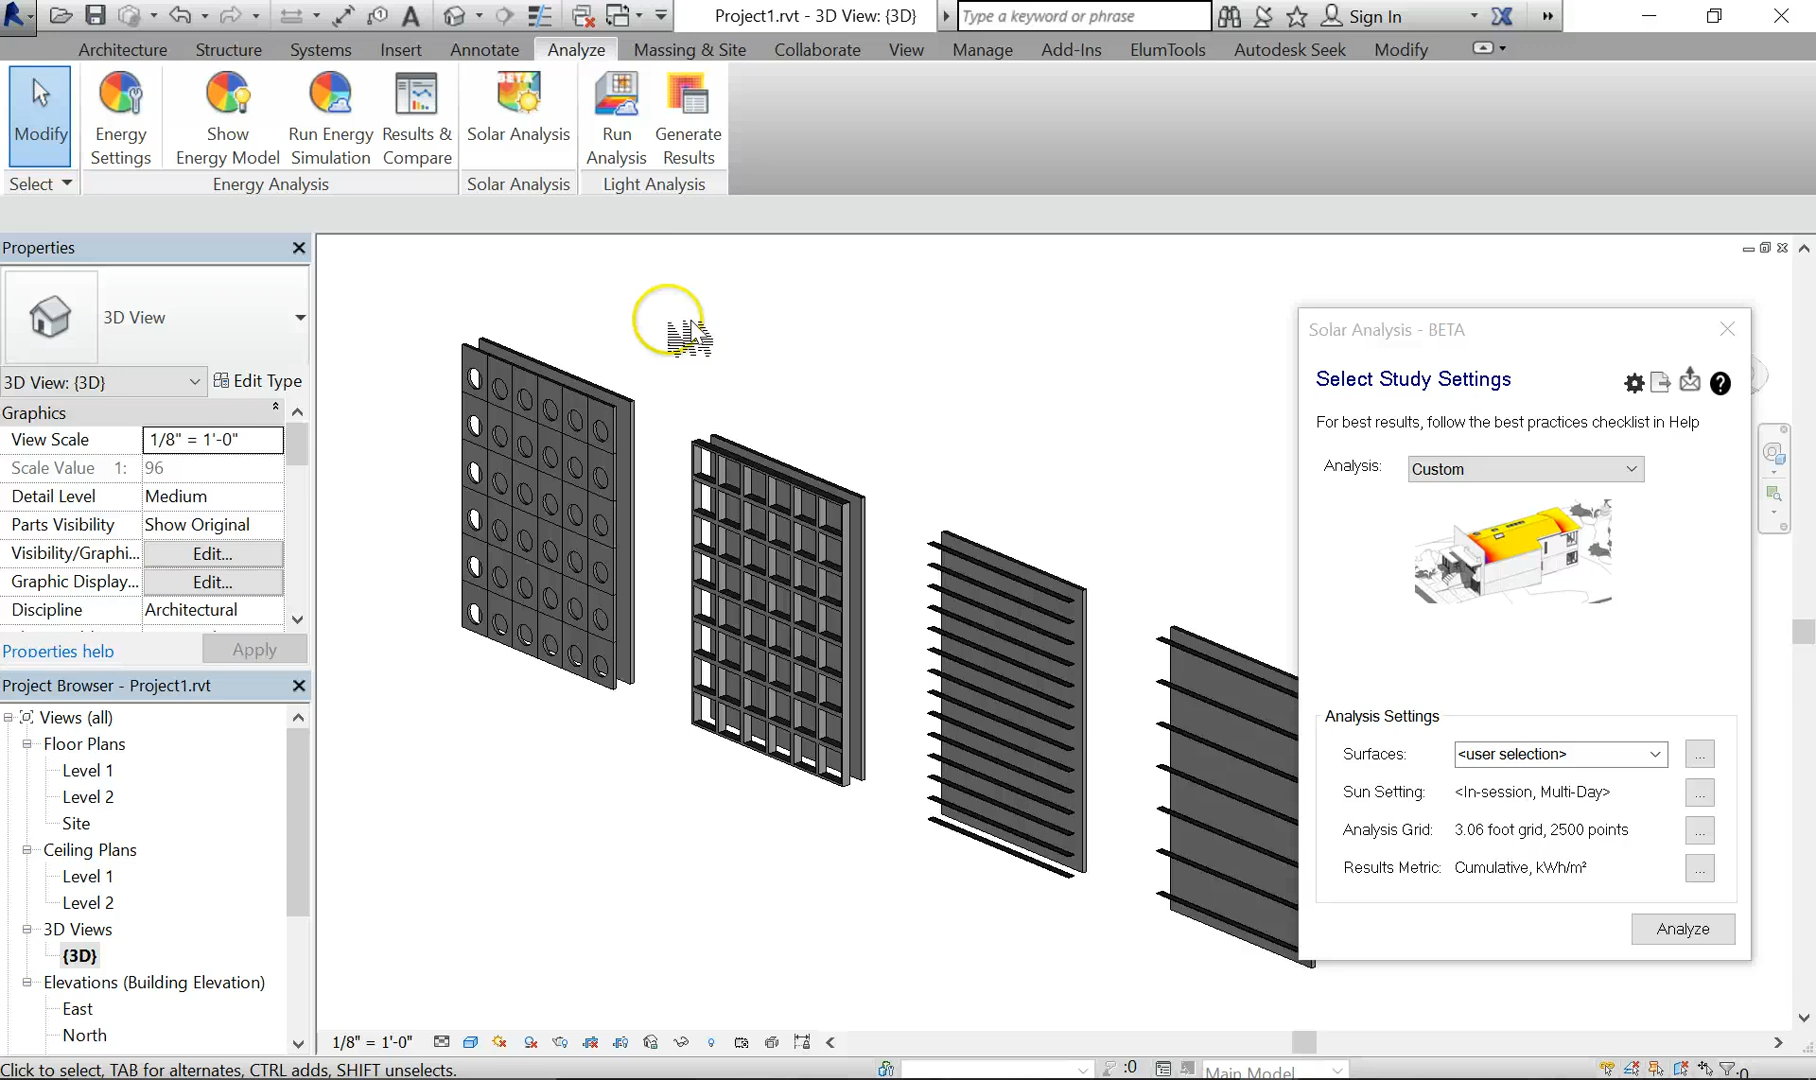 Project1.rvt - 3D View: {3D}
Type a keyword or phrase
Sign In
Architecture Structure Systems Insert Annotate Analyze Massing & Site Collaborate View Manage Add-Ins ElumTools Autodesk Seek Modify
Modify
Energy Settings
Show Energy Model
Run Energy Simulation
Results & Compare
Solar Analysis
Run Analysis
Generate Results
Select
Energy Analysis
Solar Analysis
Light Analysis
Properties
3D View
3D View: {3D}
Edit Type
Graphics
View Scale 1/8" = 1'-0"
Scale Value 1: 96
Detail Level Medium
Parts Visibility Show Original
Visibility/Graphi... Edit...
Graphic Display... Edit...
Discipline Architectural
Properties help
Apply
Project Browser - Project1.rvt
Views (all)
Floor Plans
Level 1
Level 2
Site
Ceiling Plans
Level 1
Level 2
3D Views
{3D}
Elevations (Building Elevation)
East
North
Solar Analysis - BETA
Select Study Settings
For best results, follow the best practices checklist in Help
Analysis: Custom
Analysis Settings
Surfaces: <user selection> ...
Sun Setting: <In-session, Multi-Day> ...
Analysis Grid: 3.06 foot grid, 2500 points ...
Results Metric: Cumulative, kWh/m² ...
Analyze
1/8" = 1'-0"
Click to select, TAB for alternates, CTRL adds, SHIFT unselects.
:0
Main Model
:0